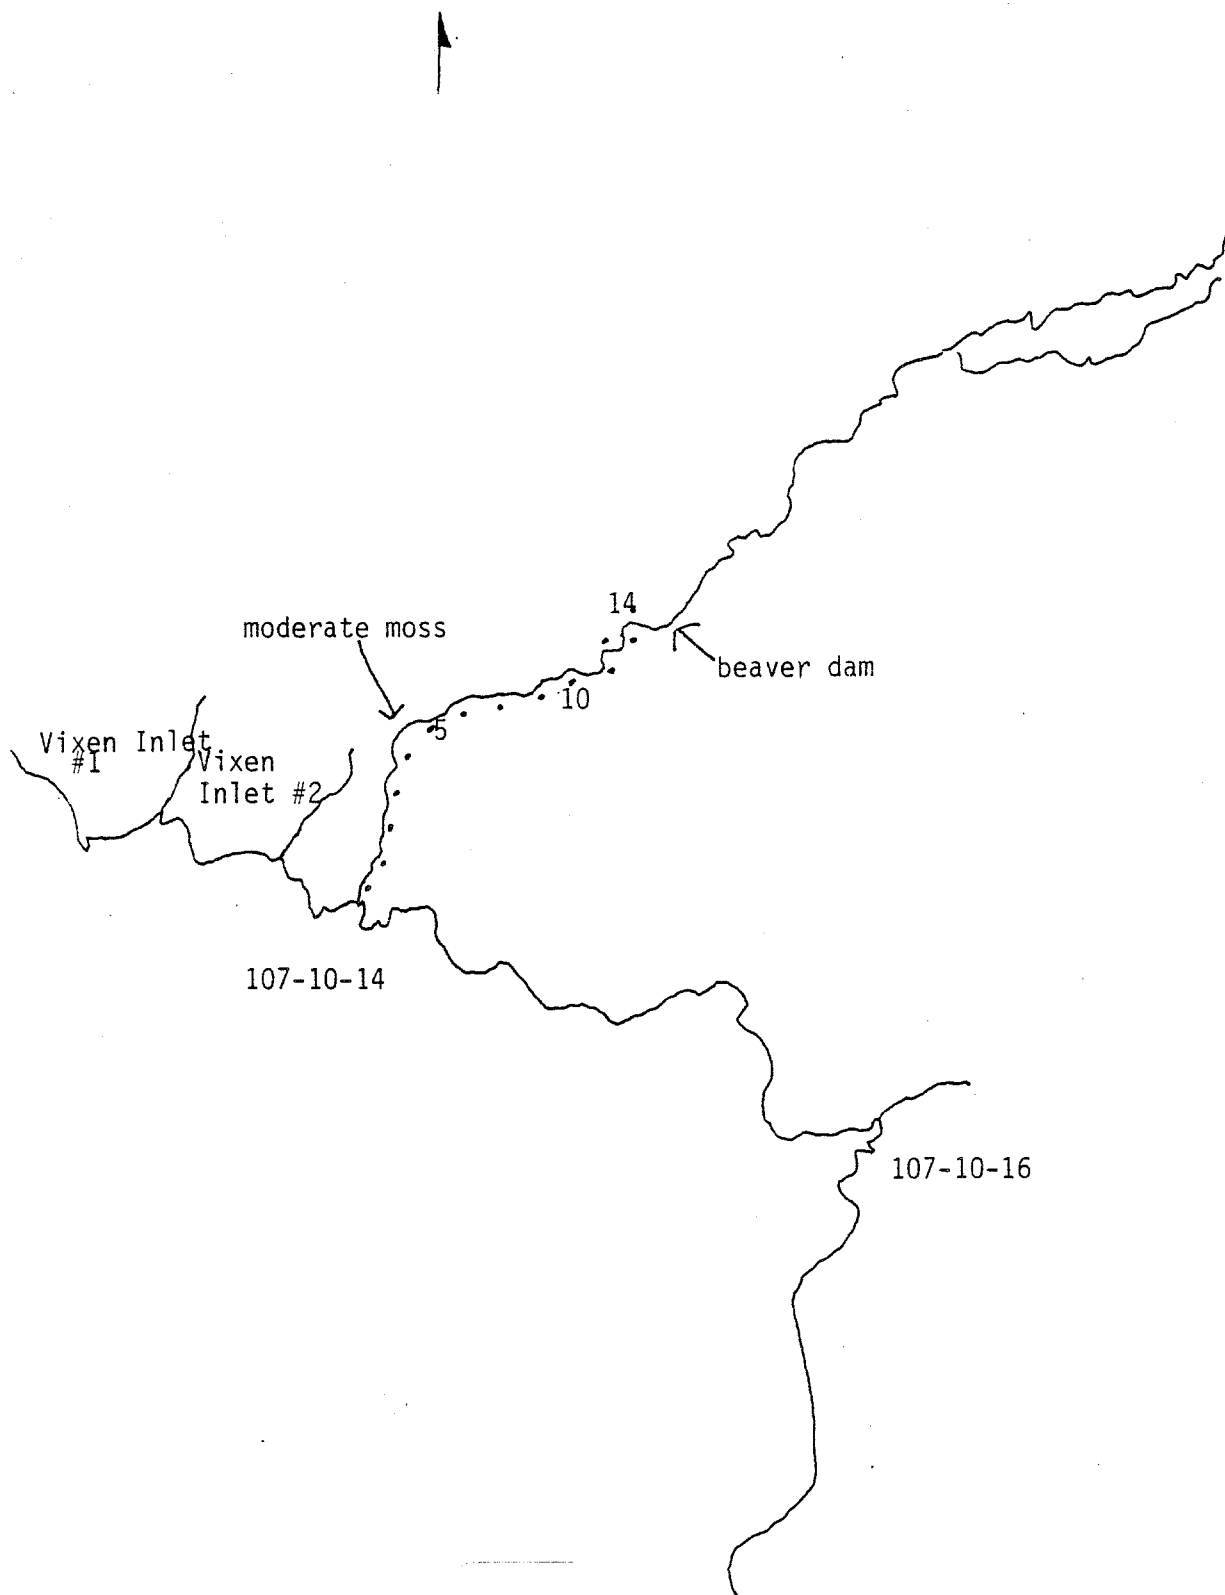 14
moderate moss
beaver dam
10
5
Vixen Inlet
#1
Vixen
Inlet #2
107-10-14
107-10-16